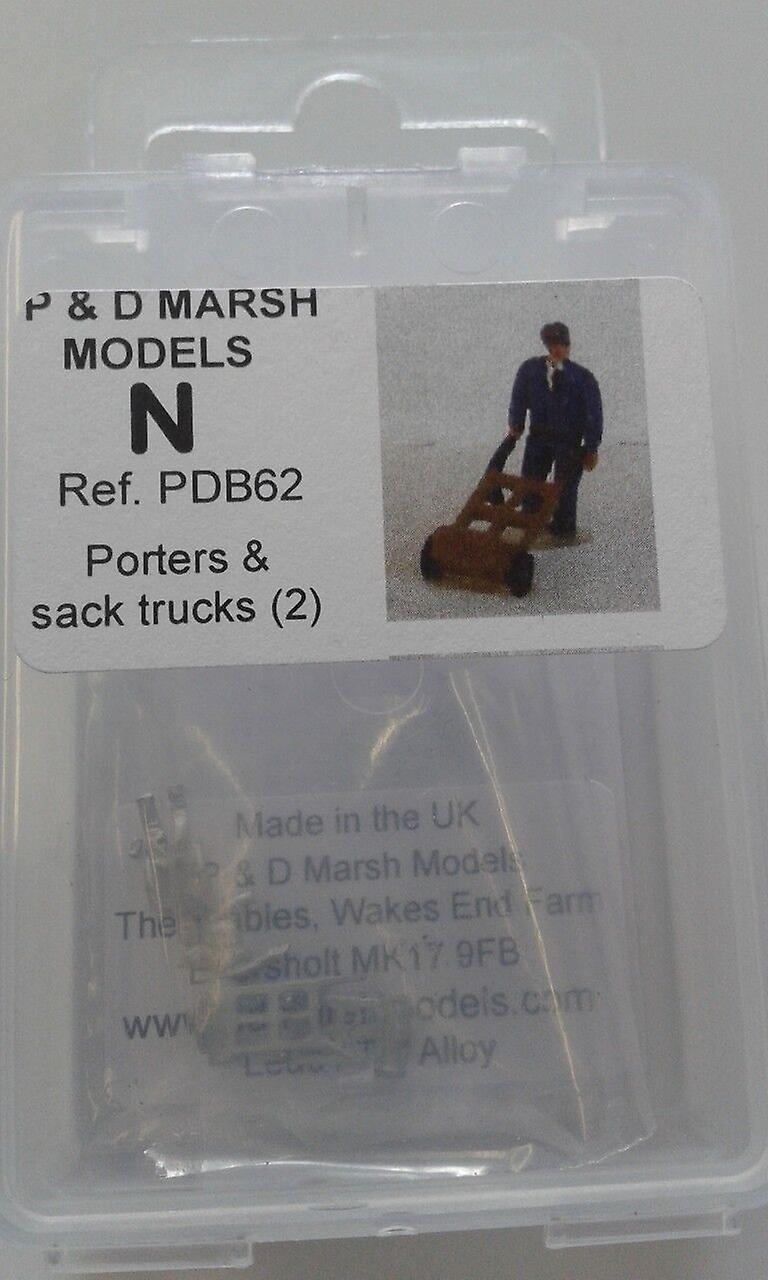 P & D MARSH
MODELS
N
Ref. PDB62
Porters &
sack trucks (2)
Made in the UK
P & D Marsh Models
The Wakes End Farm
MK17 9FB
Alloy